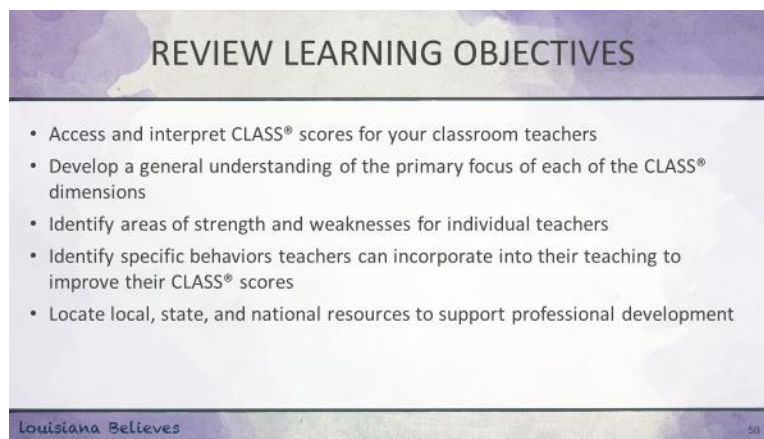 REVIEW LEARNING OBJECTIVES
• Access and interpret CLASS® scores for your classroom teachers
• Develop a general understanding of the primary focus of each of the CLASS®
dimensions
• Identify areas of strength and weaknesses for individual teachers
• Identify specific behaviors teachers can incorporate into their teaching to
improve their CLASS® scores
• Locate local, state, and national resources to support professional development
Louisiana Believes
50